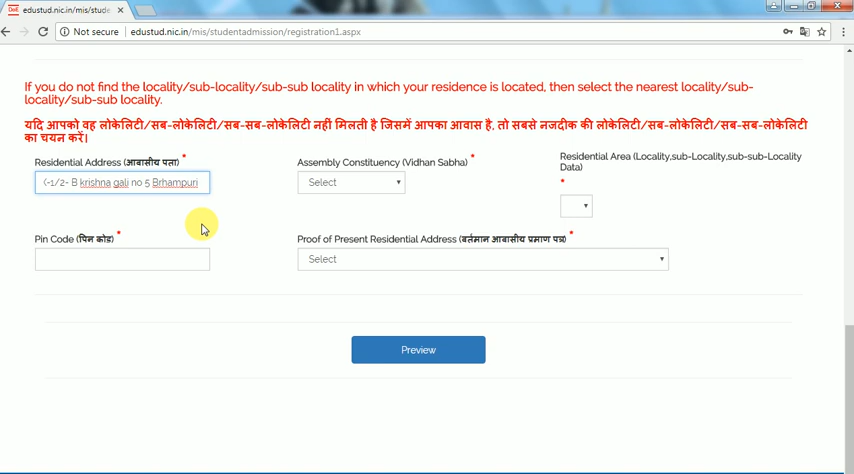 edustud.nic.in/mis/stude
Not secure | edustud.nic.in/mis/studentadmission/registration1.aspx
If you do not find the locality/sub-locality/sub-sub locality in which your residence is located, then select the nearest locality/sub-
locality/sub-sub locality.
यदि आपको वह लोकेलिटी/सब-लोकेलिटी/सब-सब-लोकेलिटी नहीं मिलती है जिसमें आपका आवास है, तो सबसे नजदीक की लोकेलिटी/सब-लोकेलिटी/सब-सब-लोकेलिटी
का चयन करें।
Residential Address (आवासीय पता) *
Assembly Constituency (Vidhan Sabha) *
Residential Area (Locality,sub-Locality,sub-sub-Locality
Data)
*
-1/2- B krishna gali no 5 Brhampuri
Select
Pin Code (पिन कोड) *
Proof of Present Residential Address (वर्तमान आवासीय प्रमाण पत्र) *
Select
Preview